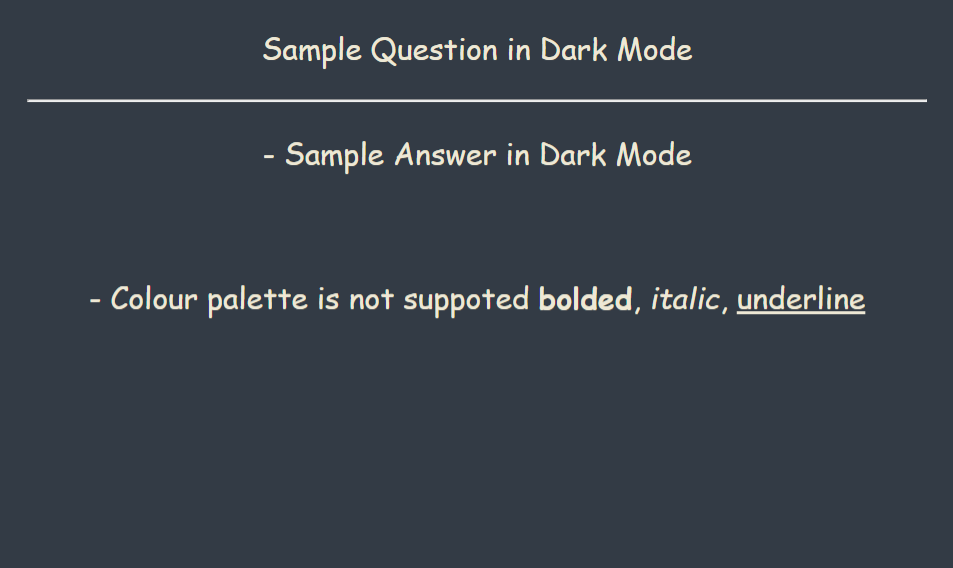 Sample Question in Dark Mode
- Sample Answer in Dark Mode
- Colour palette is not suppoted bolded, italic, underline